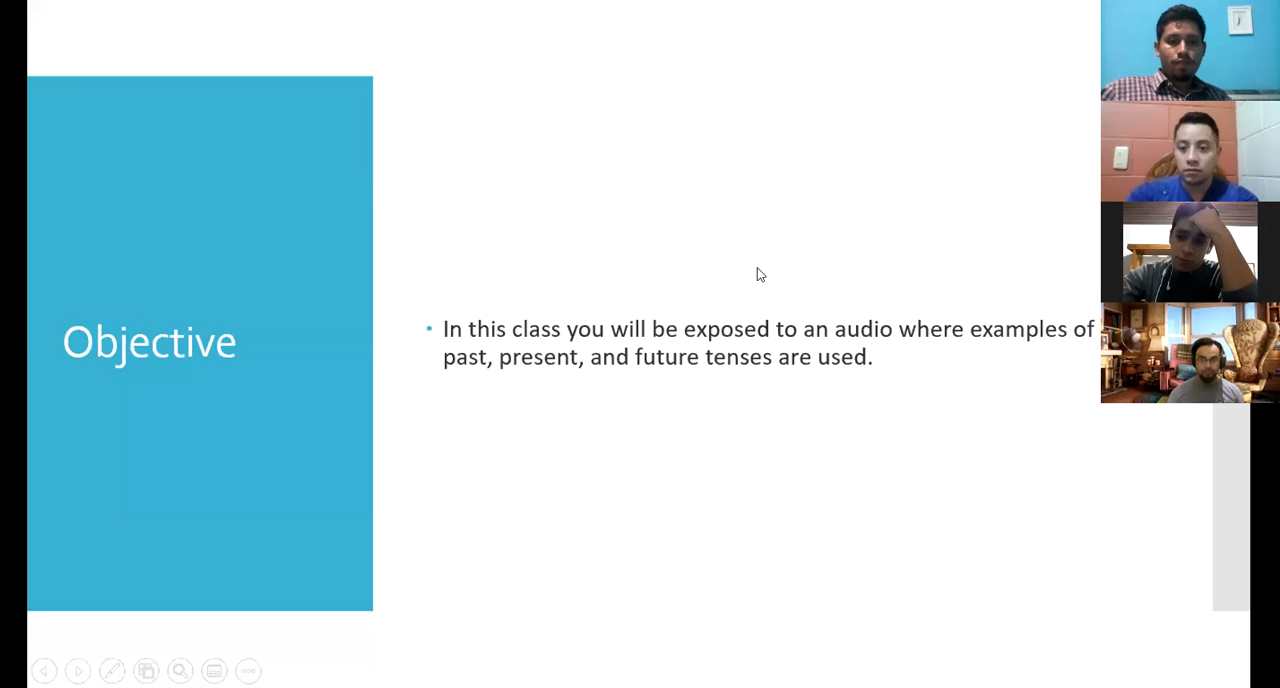 Objective
In this class you will be exposed to an audio where examples of
past, present, and future tenses are used.